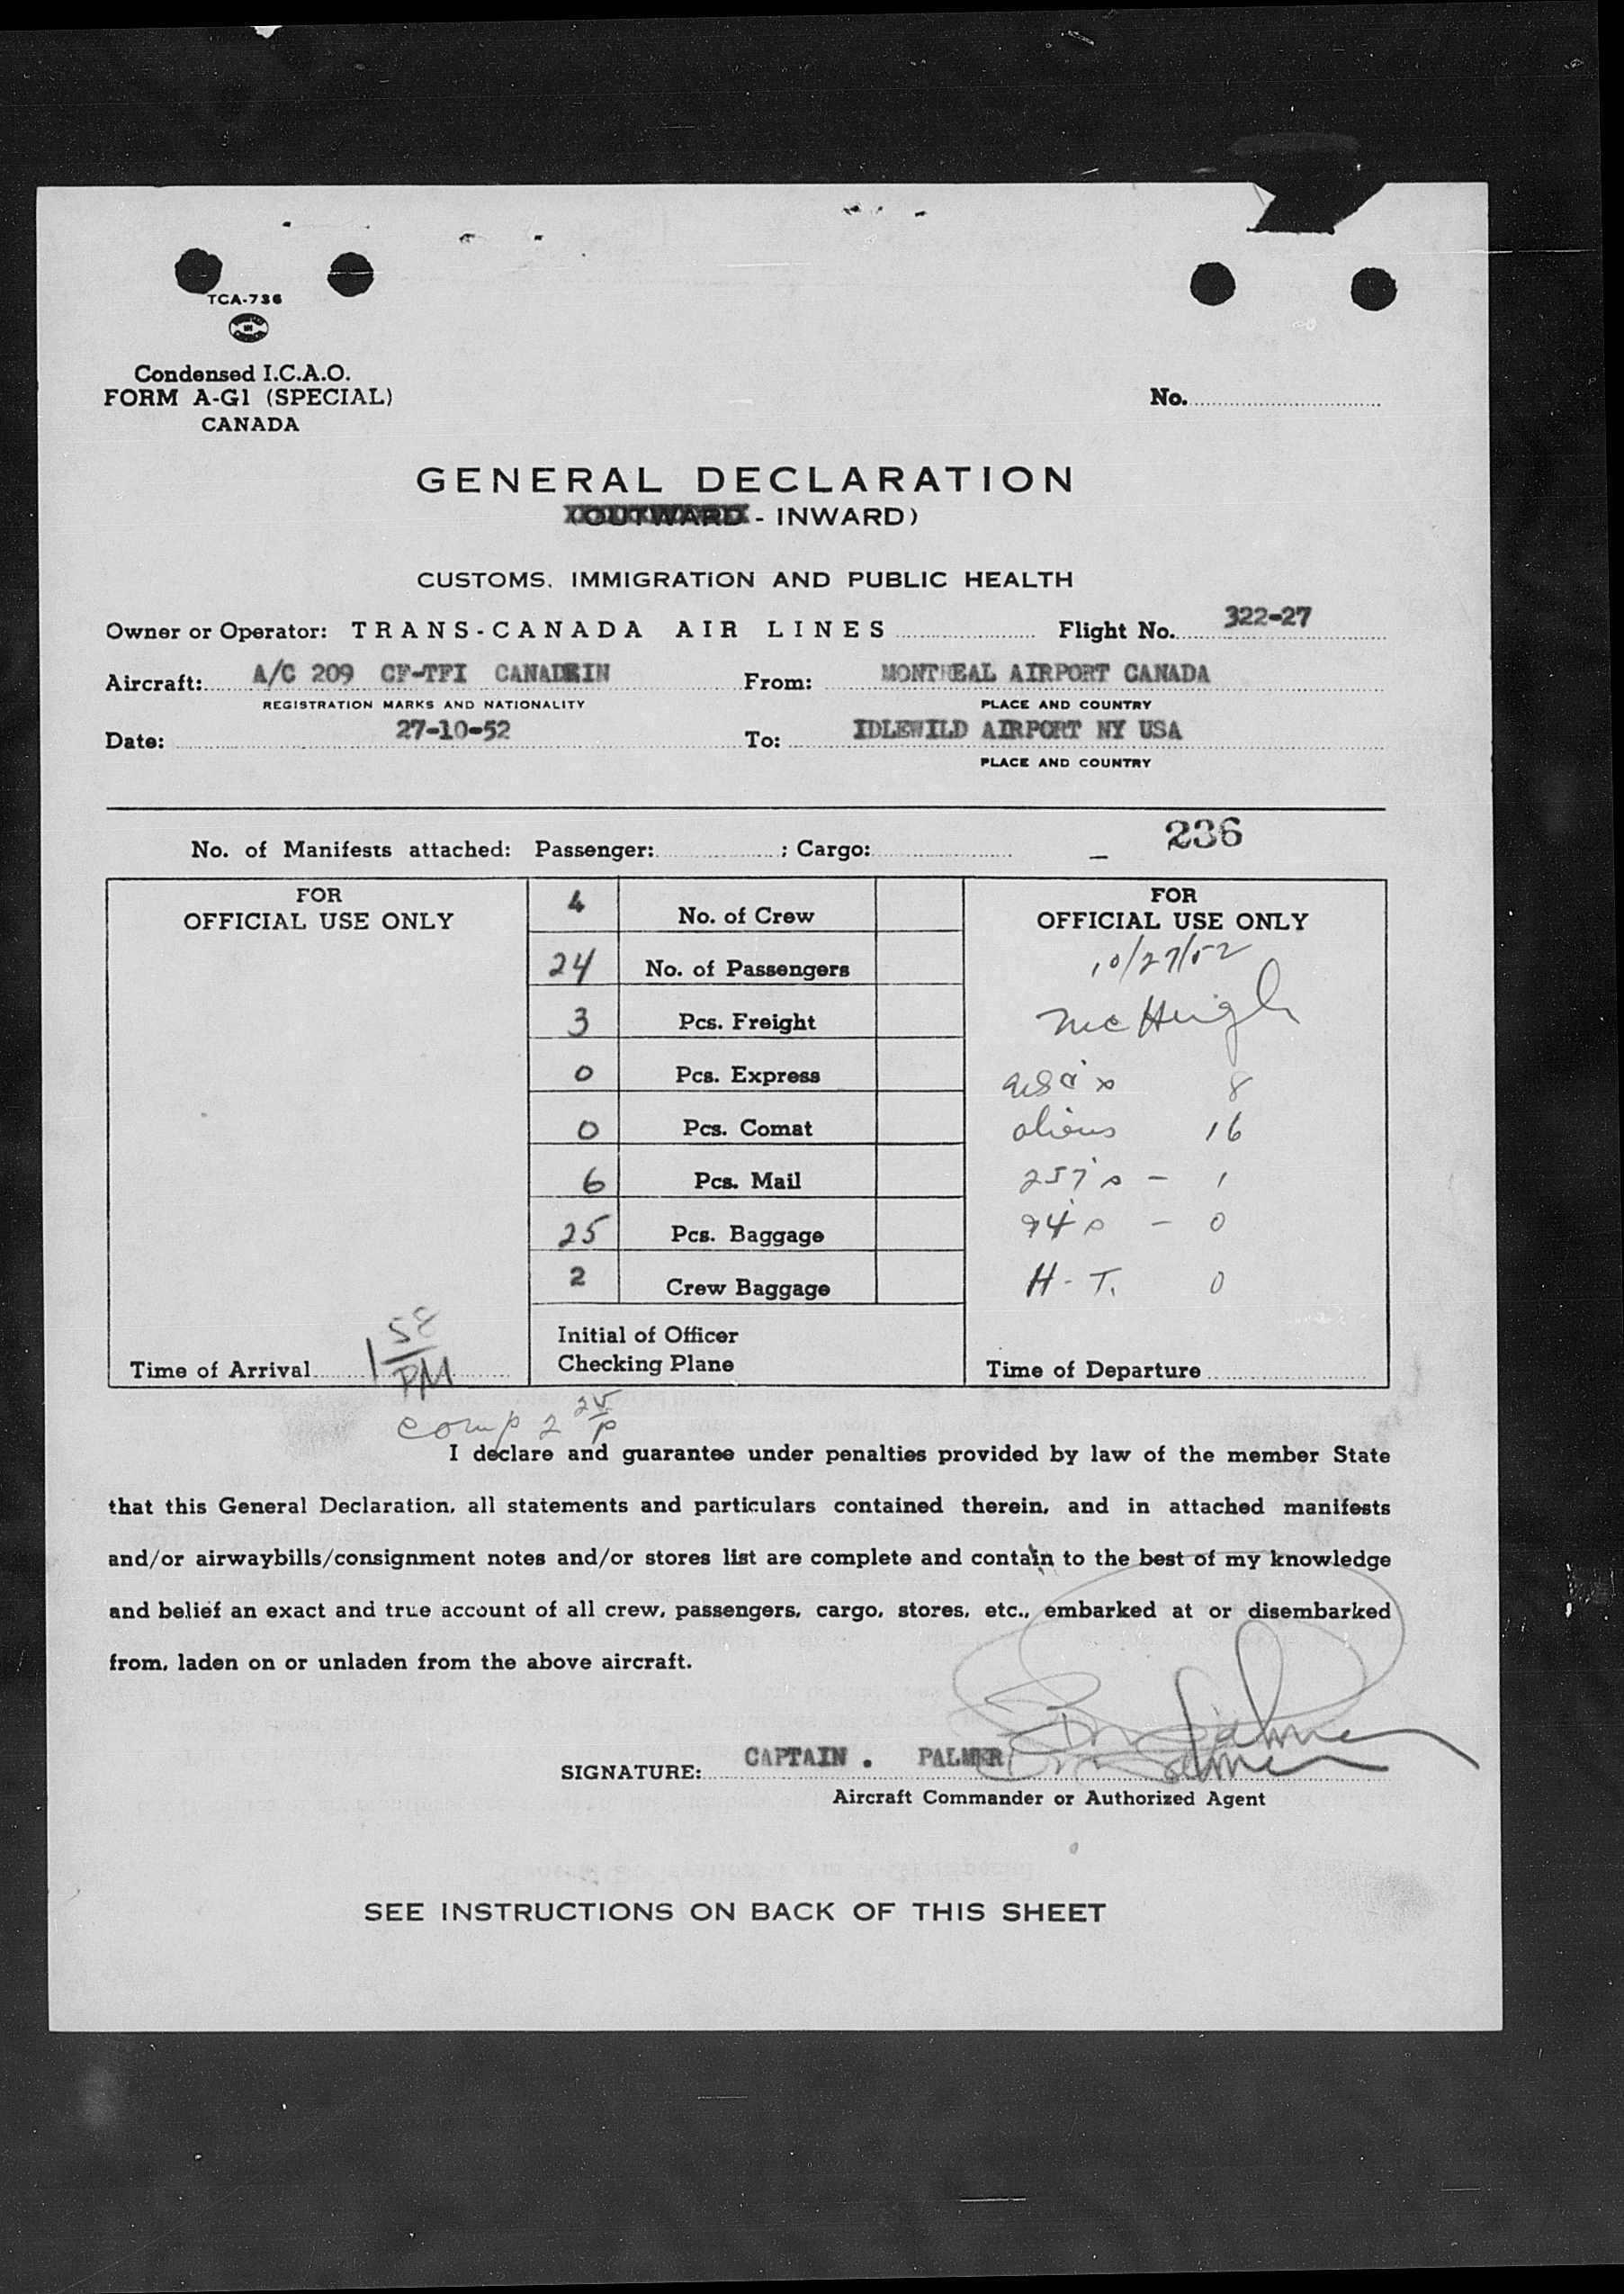 TCA-736
Condensed I.C.A.O.
FORM A-G1 (SPECIAL)
CANADA
No.
GENERAL DECLARATION
(OUTWARD - INWARD)
CUSTOMS, IMMIGRATION AND PUBLIC HEALTH
Owner or Operator: TRANS-CANADA AIR LINES Flight No. 322-27
Aircraft: A/C 209 CF-TFI From: MONTREAL AIRPORT CANADA
REGISTRATION MARKS AND NATIONALITY PLACE AND COUNTRY
Date: 27-10-52 To: IDLEWILD AIRPORT NY USA
PLACE AND COUNTRY
236
No. of Manifests attached: Passenger: ; Cargo:
FOR
OFFICIAL USE ONLY
4 No. of Crew
24 No. of Passengers
3 Pcs. Freight
0 Pcs. Express
0 Pcs. Comat
6 Pcs. Mail
25 Pcs. Baggage
2 Crew Baggage
Initial of Officer
Checking Plane
Time of Arrival 1 58 PM
FOR
OFFICIAL USE ONLY
10/27/52
McHugh
8
aliens 16
257's - 1
- 0
H-T. 0
Time of Departure
comp 2 25 p
I declare and guarantee under penalties provided by law of the member State
that this General Declaration, all statements and particulars contained therein, and in attached manifests
and/or airwaybills/consignment notes and/or stores list are complete and contain to the best of my knowledge
and belief an exact and true account of all crew, passengers, cargo, stores, etc., embarked at or disembarked
from, laden on or unladen from the above aircraft.
SIGNATURE: CAPTAIN . PALMER
Palmer
Aircraft Commander or Authorized Agent
SEE INSTRUCTIONS ON BACK OF THIS SHEET